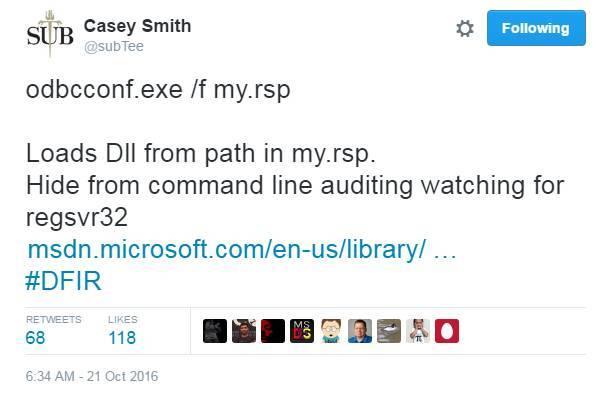 SUB
Casey Smith
@subTee
Following
odbcconf.exe /f my.rsp
Loads Dll from path in my.rsp.
Hide from command line auditing watching for
regsvr32
msdn.microsoft.com/en-us/library/ …
#DFIR
RETWEETS
LIKES
68
118
6:34 AM - 21 Oct 2016